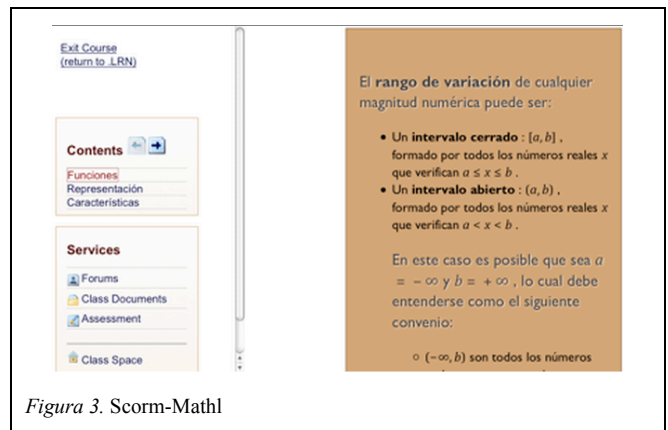 Exit Course
(return to .LRN)
Contents
Funciones
Representación
Características
Services
Forums
Class Documents
Assessment
Class Space
El rango de variación de cualquier
magnitud numérica puede ser:
• Un intervalo cerrado : [a, b] ,
formado por todos los números reales x
que verifican a ≤ x ≤ b .
• Un intervalo abierto : (a, b) ,
formado por todos los números reales x
que verifican a < x < b .
En este caso es posible que sea a
= − ∞ y b = + ∞ , lo cual debe
entenderse como el siguiente
convenio:
○ (−∞, b) son todos los números
Figura 3. Scorm-Mathl